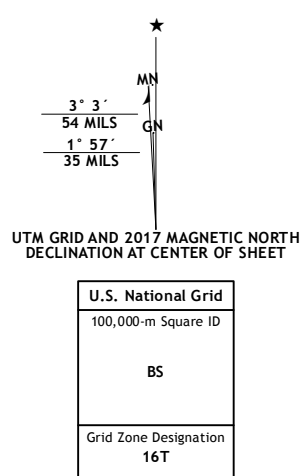 MN
3° 3´
54 MILS
GN
1° 57´
35 MILS
UTM GRID AND 2017 MAGNETIC NORTH
DECLINATION AT CENTER OF SHEET
U.S. National Grid
100,000-m Square ID
BS
Grid Zone Designation
16T